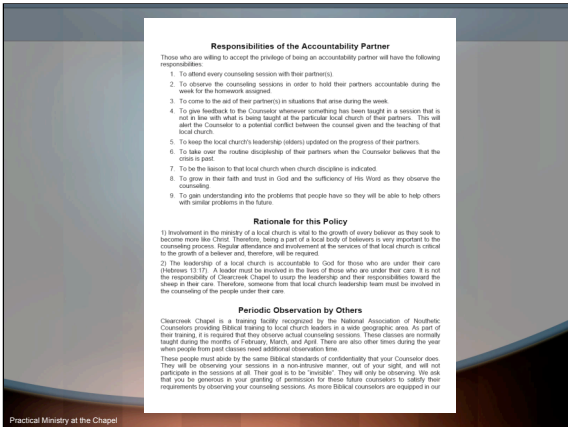 Responsibilities of the Accountability Partner
Those who are willing to accept the privilege of being an accountability partner will have the following
responsibilities:
1. To attend every counseling session with their partner(s).
2. To observe the counseling sessions in order to hold their partners accountable during the
week for the homework assigned.
3. To come to the aid of their partner(s) in situations that arise during the week.
4. To give feedback to the Counselor whenever something has been taught in a session that is
not in line with what is being taught at the particular local church of their partners. This will
alert the Counselor to a potential conflict between the counsel given and the teaching of that
local church.
5. To keep the local church's leadership (elders) updated on the progress of their partners.
6. To take over the routine discipleship of their partners when the Counselor believes that the
crisis is past.
7. To be the liaison to that local church when church discipline is indicated.
8. To grow in their faith and trust in God and the sufficiency of His Word as they observe the
counseling.
9. To gain understanding into the problems that people have so they will be able to help others
with similar problems in the future.
Rationale for this Policy
1) Involvement in the ministry of a local church is vital to the growth of every believer as they seek to
become more like Christ. Therefore, being a part of a local body of believers is very important to the
counseling process. Regular attendance and involvement at the services of that local church is critical
to the growth of a believer and, therefore, will be required.
2) The leadership of a local church is accountable to God for those who are under their care
(Hebrews 13:17). A leader must be involved in the lives of those who are under their care. It is not
the responsibility of Clearcreek Chapel to usurp the leadership and their responsibilities toward the
sheep in their care. Therefore, someone from that local church leadership team must be involved in
the counseling of the people under their care.
Periodic Observation by Others
Clearcreek Chapel is a training facility recognized by the National Association of Nouthetic
Counselors providing Biblical training to local church leaders in a wide geographic area. As part of
their training, it is required that they observe actual counseling sessions. These classes are normally
taught during the months of February, March, and April. There are also other times during the year
when people from past classes need additional observation time.
These people must abide by the same Biblical standards of confidentiality that your Counselor does.
They will be observing your sessions in a non-intrusive manner, out of your sight, and will not
participate in the sessions at all. Their goal is to be "invisible". They will only be observing. We ask
that you be generous in your granting of permission for these future counselors to satisfy their
requirements by observing your counseling sessions. As more Biblical counselors are equipped in our
Practical Ministry at the Chapel